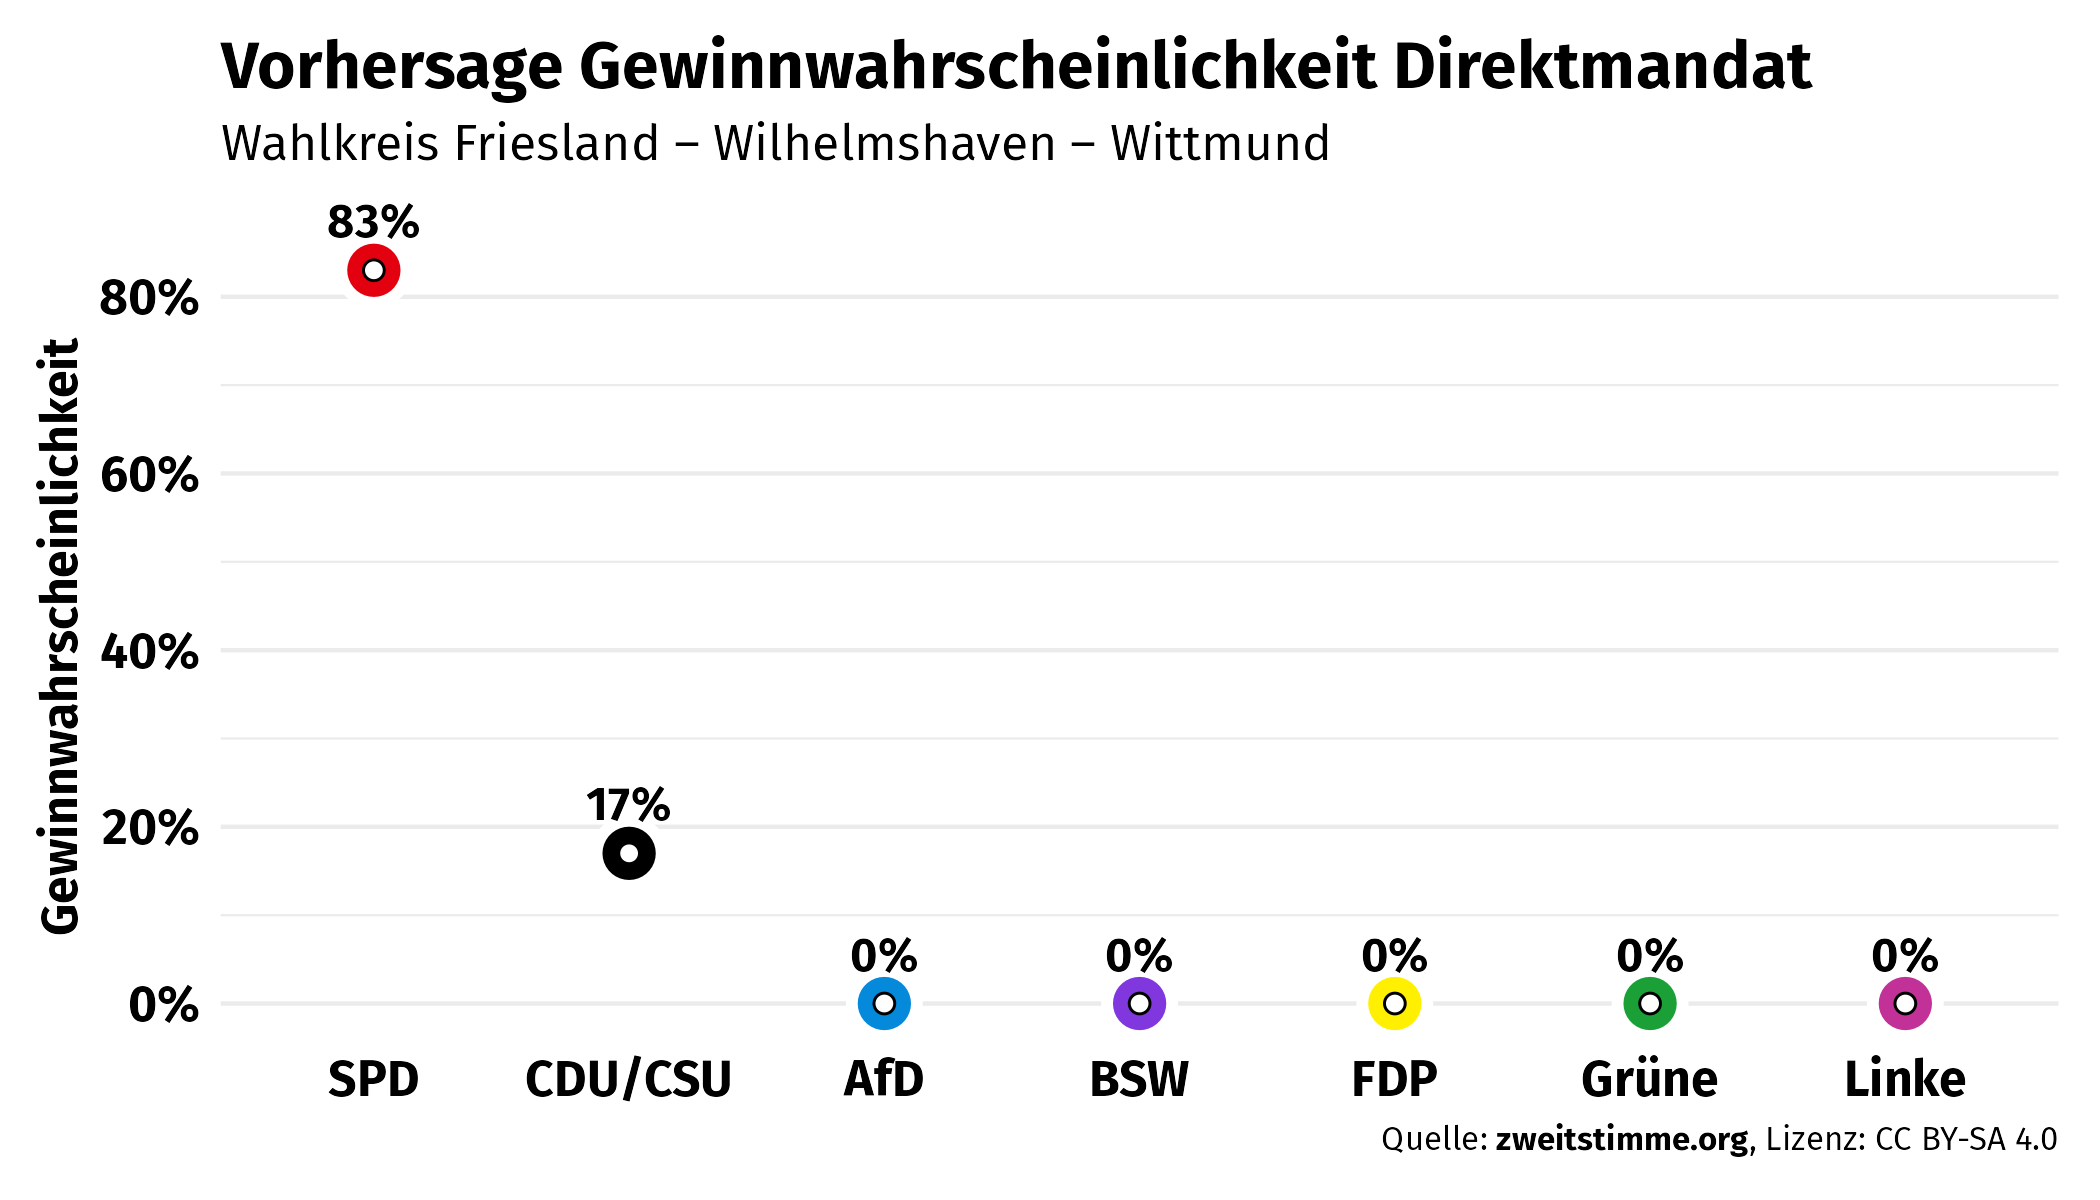 Vorhersage Gewinnwahrscheinlichkeit Direktmandat
Wahlkreis Friesland – Wilhelmshaven – Wittmund
Gewinnwahrscheinlichkeit
80%
60%
40%
20%
0%
83%
17%
0%
0%
0%
0%
0%
SPD
CDU/CSU
AfD
BSW
FDP
Grüne
Linke
Quelle: zweitstimme.org, Lizenz: CC BY-SA 4.0